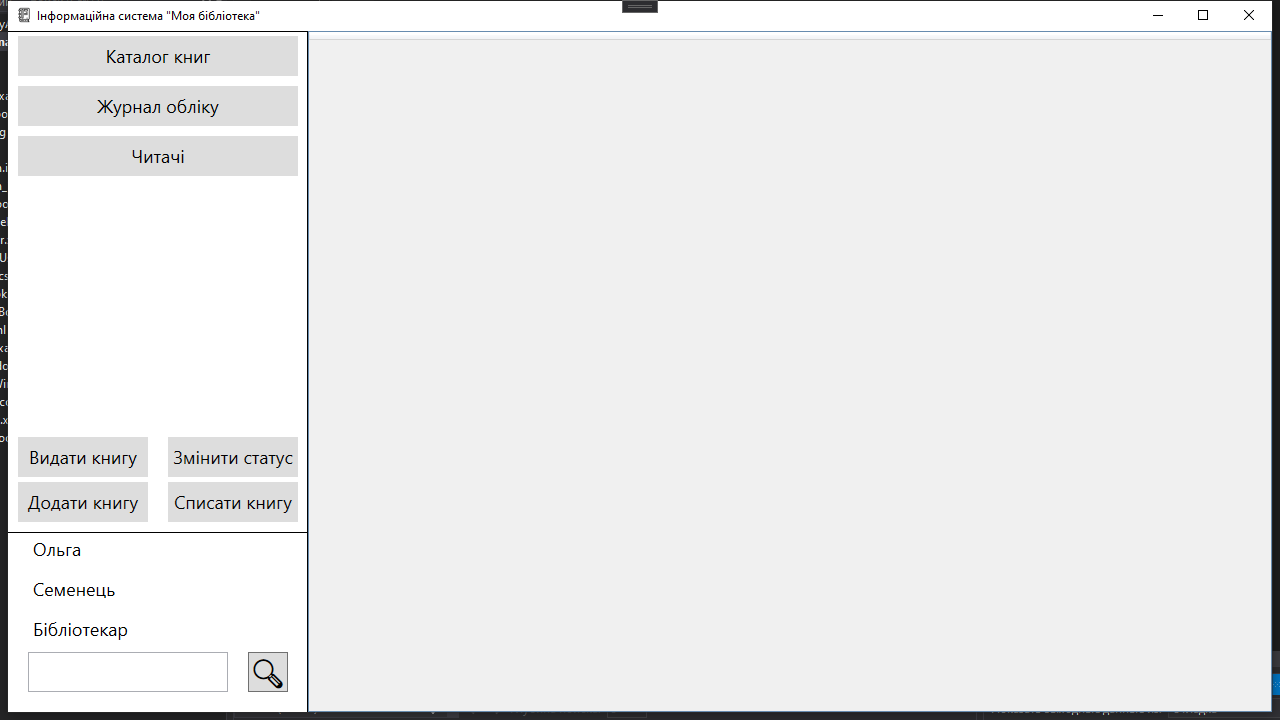 Інформаційна система "Моя бібліотека"
Каталог книг
Журнал обліку
Читачі
Видати книгу
Змінити статус
Додати книгу
Списати книгу
Ольга
Семенець
Бібліотекар